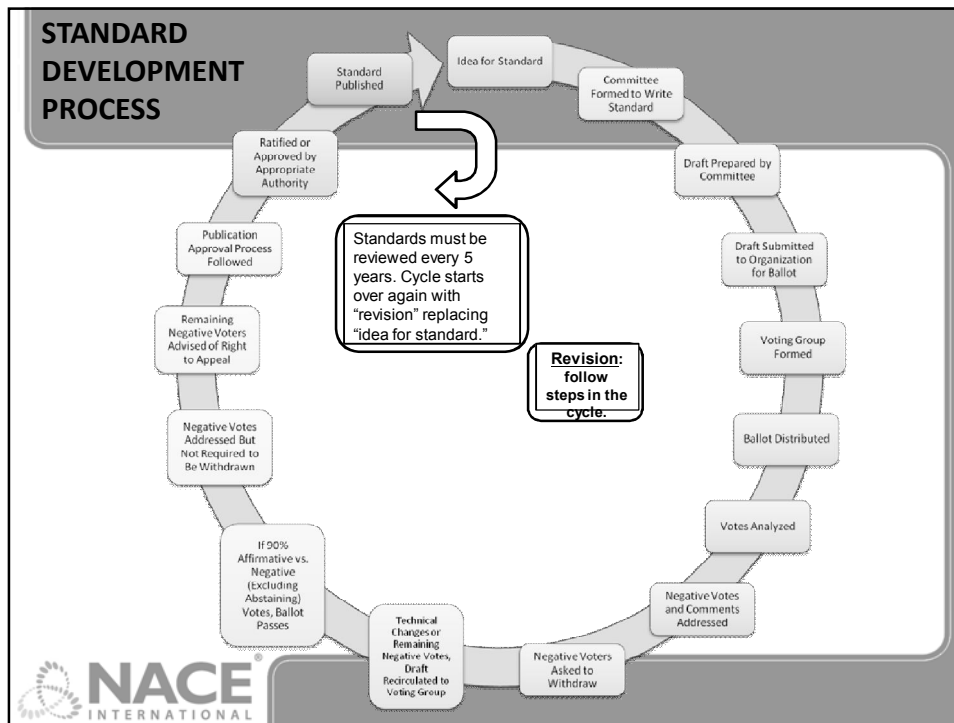 STANDARD
DEVELOPMENT
PROCESS
Idea for Standard
Committee
Formed to Write
Standard
Draft Prepared by
Committee
Draft Submitted
to Organization
for Ballot
Voting Group
Formed
Ballot Distributed
Votes Analyzed
Negative Votes
and Comments
Addressed
Negative Voters
Asked to
Withdraw
Technical
Changes or
Remaining
Negative Votes,
Draft
Recirculated to
Voting Group
If 90%
Affirmative vs.
Negative
(Excluding
Abstaining)
Votes, Ballot
Passes
Negative Votes
Addressed But
Not Required to
Be Withdrawn
Remaining
Negative Voters
Advised of Right
to Appeal
Publication
Approval Process
Followed
Ratified or
Approved by
Appropriate
Authority
Standard
Published
Standards must be
reviewed every 5
years. Cycle starts
over again with
“revision” replacing
“idea for standard.”
Revision:
follow
steps in the
cycle.
NACE®
INTERNATIONAL